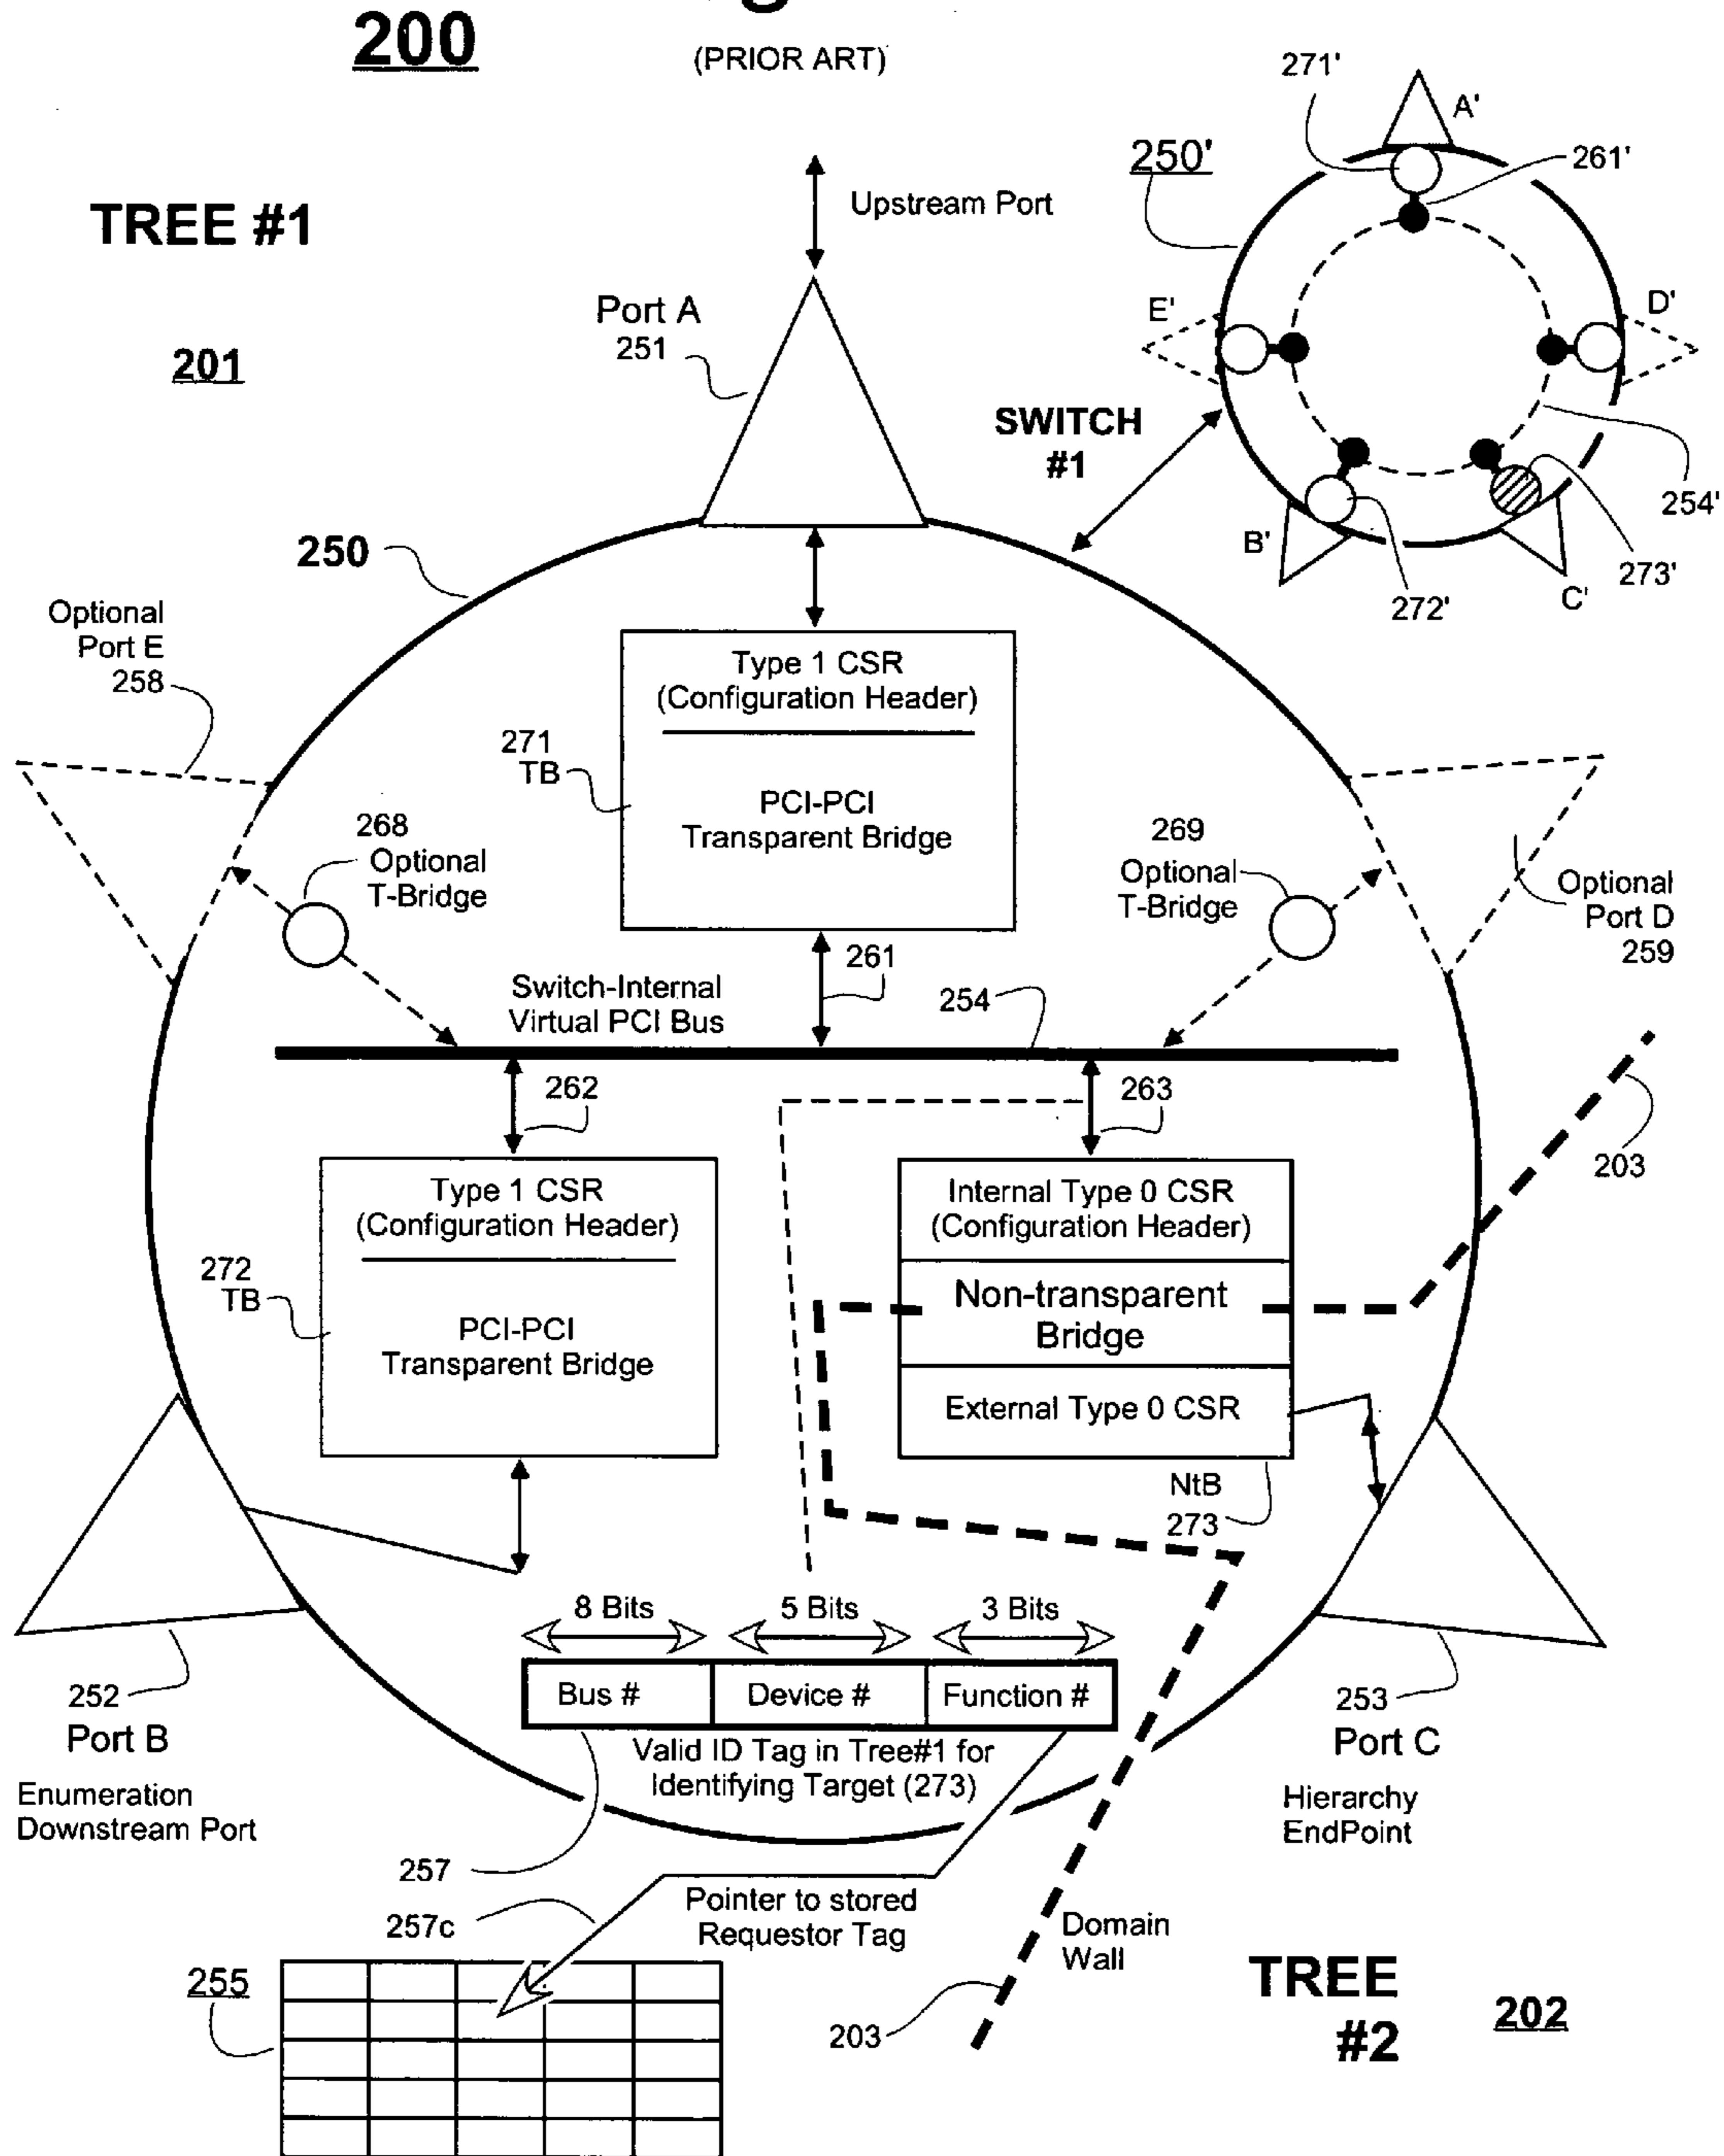 200
(PRIOR ART)
271'
A'
250'
261'
TREE #1
Upstream Port
Port A
251
E'
D'
201
SWITCH
#1
254'
B'
273'
C'
272'
250
Optional
Port E
258
Type 1 CSR
(Configuration Header)
271
TB
PCI-PCI
Transparent Bridge
268
Optional
T-Bridge
269
Optional
T-Bridge
Optional
Port D
259
261
Switch-Internal
Virtual PCI Bus
254
262
263
203
Type 1 CSR
(Configuration Header)
Internal Type 0 CSR
(Configuration Header)
272
TB
PCI-PCI
Transparent Bridge
Non-transparent
Bridge
External Type 0 CSR
NtB
273
8 Bits
5 Bits
3 Bits
Bus #
Device #
Function #
252
Port B
253
Port C
Valid ID Tag in Tree#1 for
Identifying Target (273)
Enumeration
Downstream Port
Hierarchy
EndPoint
257
257c
Pointer to stored
Requestor Tag
Domain
Wall
255
203
TREE
#2
202